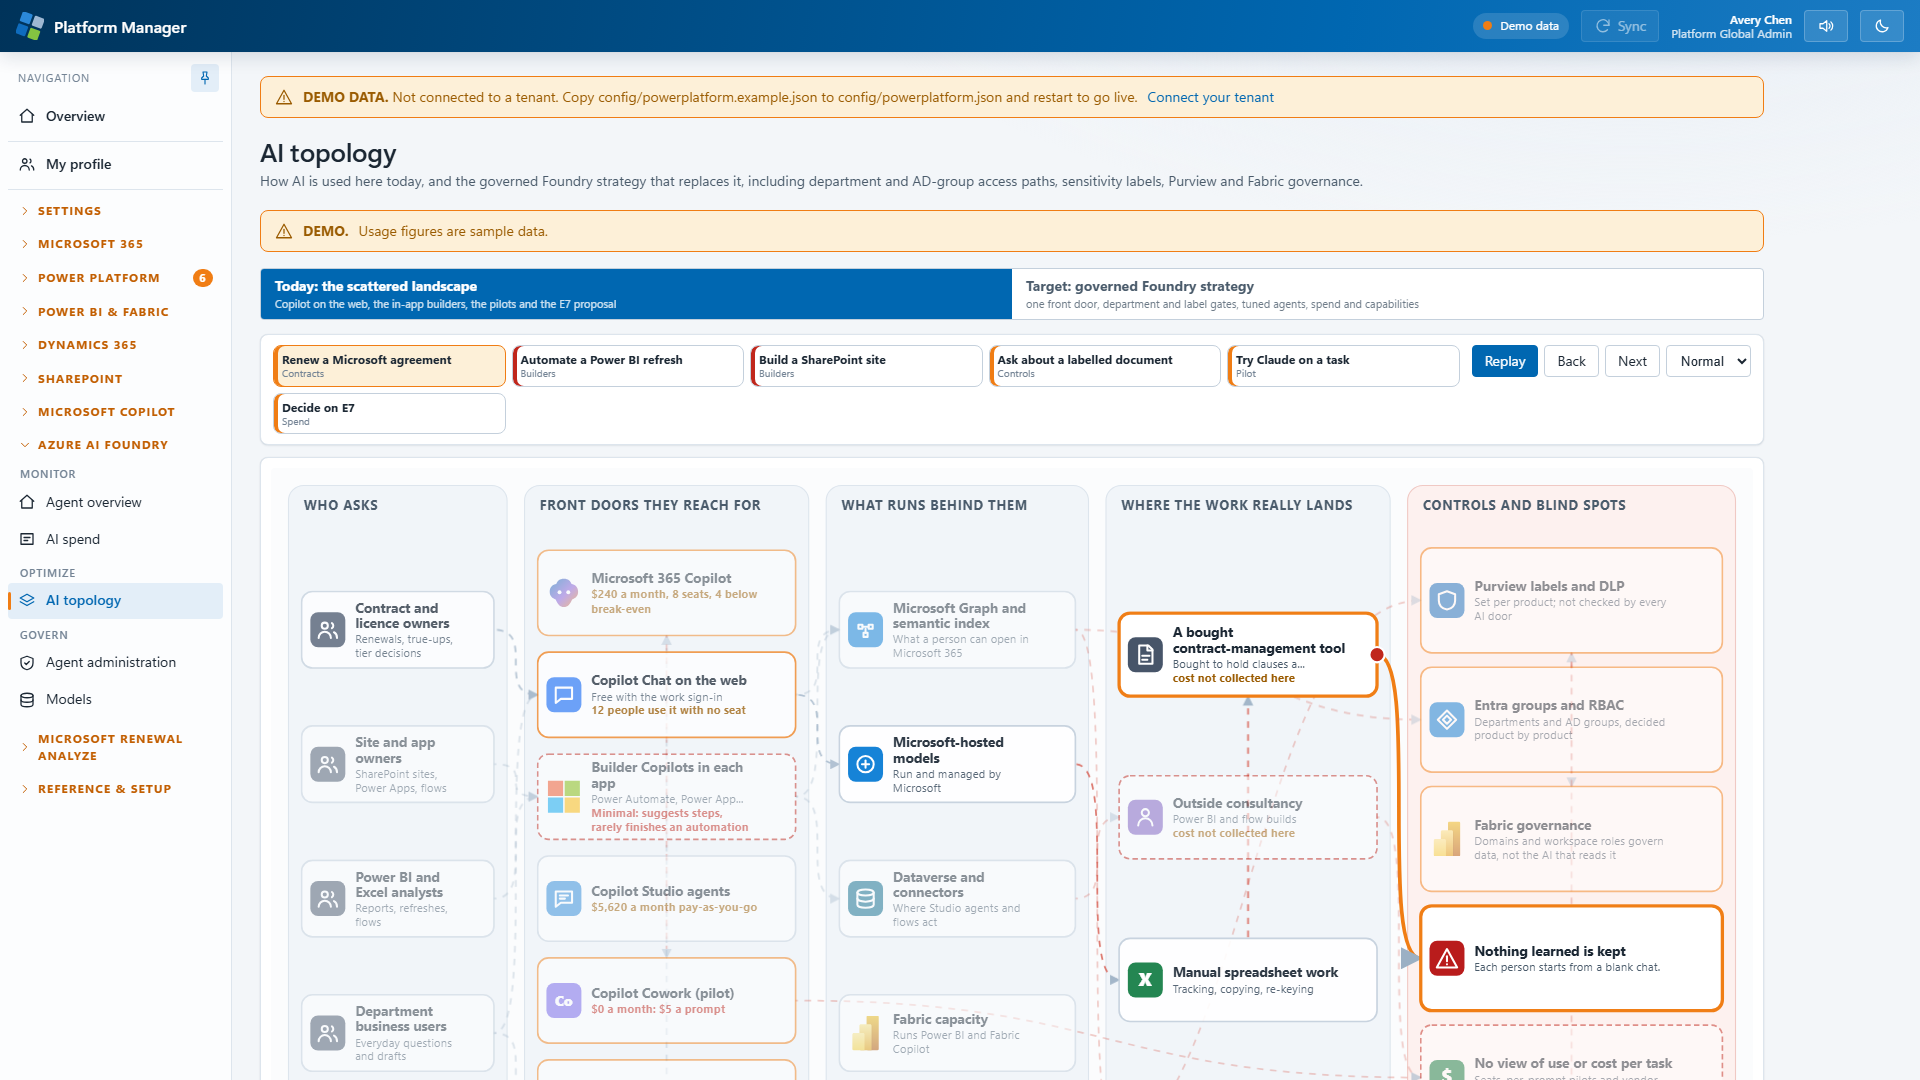 Platform Manager
Demo data
Sync
Avery Chen
Platform Global Admin
NAVIGATION
Overview
My profile
SETTINGS
MICROSOFT 365
POWER PLATFORM
6
POWER BI & FABRIC
DYNAMICS 365
SHAREPOINT
MICROSOFT COPILOT
AZURE AI FOUNDRY
MONITOR
Agent overview
AI spend
OPTIMIZE
AI topology
GOVERN
Agent administration
Models
MICROSOFT RENEWAL
ANALYZE
REFERENCE & SETUP
DEMO DATA. Not connected to a tenant. Copy config/powerplatform.example.json to config/powerplatform.json and restart to go live. Connect your tenant
AI topology
How AI is used here today, and the governed Foundry strategy that replaces it, including department and AD-group access paths, sensitivity labels, Purview and Fabric governance.
DEMO. Usage figures are sample data.
Today: the scattered landscape
Copilot on the web, the in-app builders, the pilots and the E7 proposal
Target: governed Foundry strategy
one front door, department and label gates, tuned agents, spend and capabilities
Renew a Microsoft agreement
Contracts
Automate a Power BI refresh
Builders
Build a SharePoint site
Builders
Ask about a labelled document
Controls
Try Claude on a task
Pilot
Decide on E7
Spend
Replay
Back
Next
Normal
WHO ASKS
Contract and
licence owners
Renewals, true-ups,
tier decisions
Site and app
owners
SharePoint sites,
Power Apps, flows
Power BI and
Excel analysts
Reports, refreshes,
flows
Department
business users
Everyday questions
and drafts
FRONT DOORS THEY REACH FOR
Microsoft 365 Copilot
$240 a month, 8 seats, 4 below
break-even
Copilot Chat on the web
Free with the work sign-in
12 people use it with no seat
Builder Copilots in each
app
Power Automate, Power App...
Minimal: suggests steps,
rarely finishes an automation
Copilot Studio agents
$5,620 a month pay-as-you-go
Co
Copilot Cowork (pilot)
$0 a month: $5 a prompt
WHAT RUNS BEHIND THEM
Microsoft Graph and
semantic index
What a person can open in
Microsoft 365
Microsoft-hosted
models
Run and managed by
Microsoft
Dataverse and
connectors
Where Studio agents and
flows act
Fabric capacity
Runs Power BI and Fabric
Copilot
WHERE THE WORK REALLY LANDS
A bought
contract-management tool
Bought to hold clauses a...
cost not collected here
Outside consultancy
Power BI and flow builds
cost not collected here
X
Manual spreadsheet work
Tracking, copying, re-keying
CONTROLS AND BLIND SPOTS
Purview labels and DLP
Set per product; not checked by every
AI door
Entra groups and RBAC
Departments and AD groups, decided
product by product
Fabric governance
Domains and workspace roles govern
data, not the AI that reads it
Nothing learned is kept
Each person starts from a blank chat.
$
No view of use or cost per task